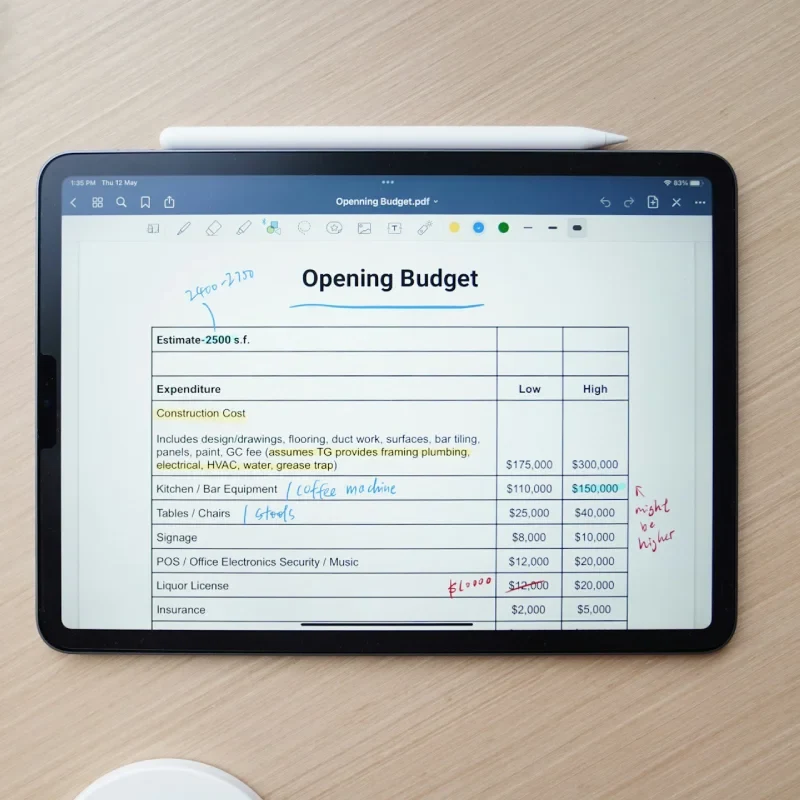 1:35 PM Thu 12 May
83%
Openning Budget.pdf
T
2400-2750
Opening Budget
Estimate-2500 s.f.
Expenditure Low High
Construction Cost
Includes design/drawings, flooring, duct work, surfaces, bar tiling,
panels, paint, GC fee (assumes TG provides framing plumbing,
electrical, HVAC, water, grease trap) $175,000 $300,000
Kitchen / Bar Equipment / coffee machine $110,000 $150,000
might
be
higher
Tables / Chairs / stools $25,000 $40,000
Signage $8,000 $10,000
POS / Office Electronics Security / Music $12,000 $20,000
Liquor License $10000 $12,000 $20,000
Insurance $2,000 $5,000